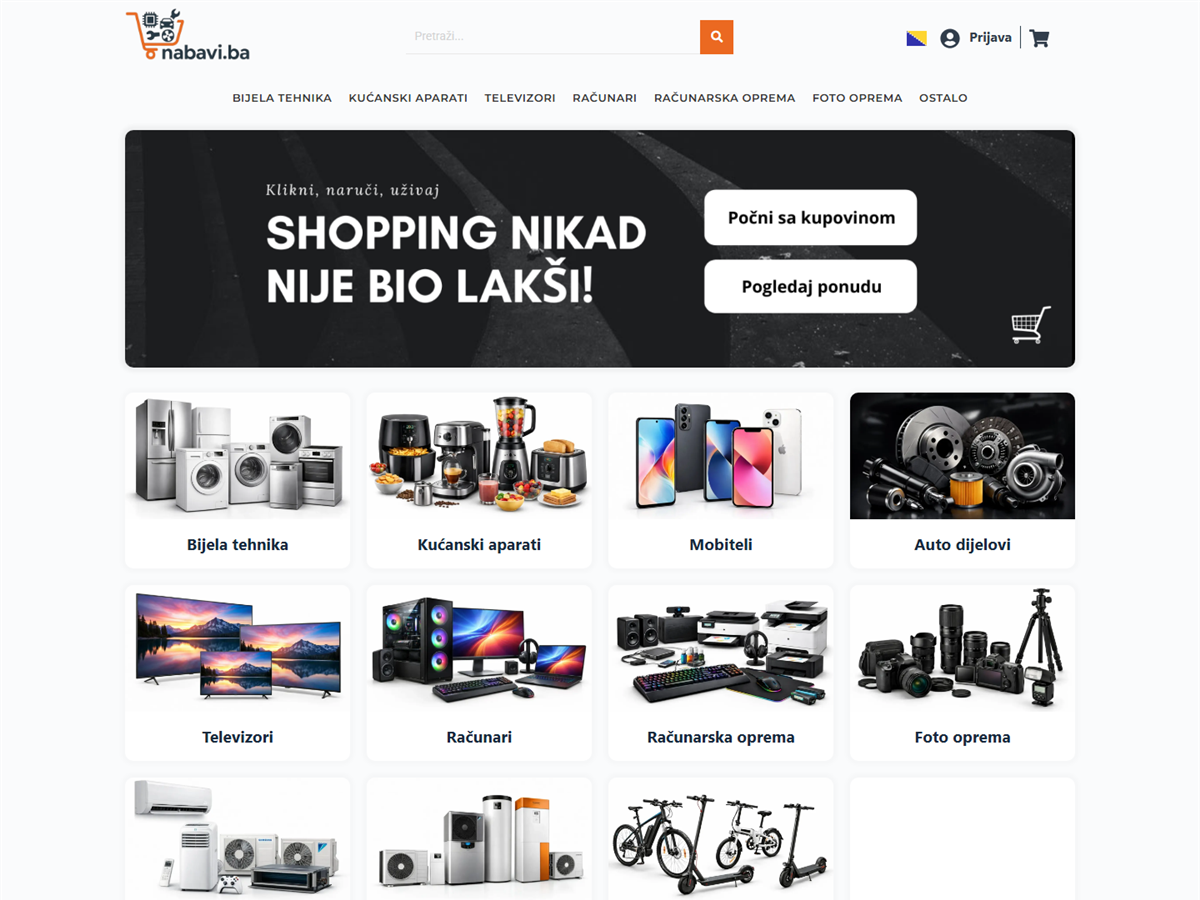 nabavi.ba
Pretraži...
Prijava
BIJELA TEHNIKA KUĆANSKI APARATI TELEVIZORI RAČUNARI RAČUNARSKA OPREMA FOTO OPREMA OSTALO
Klikni, naruči, uživaj
SHOPPING NIKAD
NIJE BIO LAKŠI!
Počni sa kupovinom
Pogledaj ponudu
Bijela tehnika
Kućanski aparati
Mobiteli
Auto dijelovi
Televizori
Računari
Računarska oprema
Foto oprema